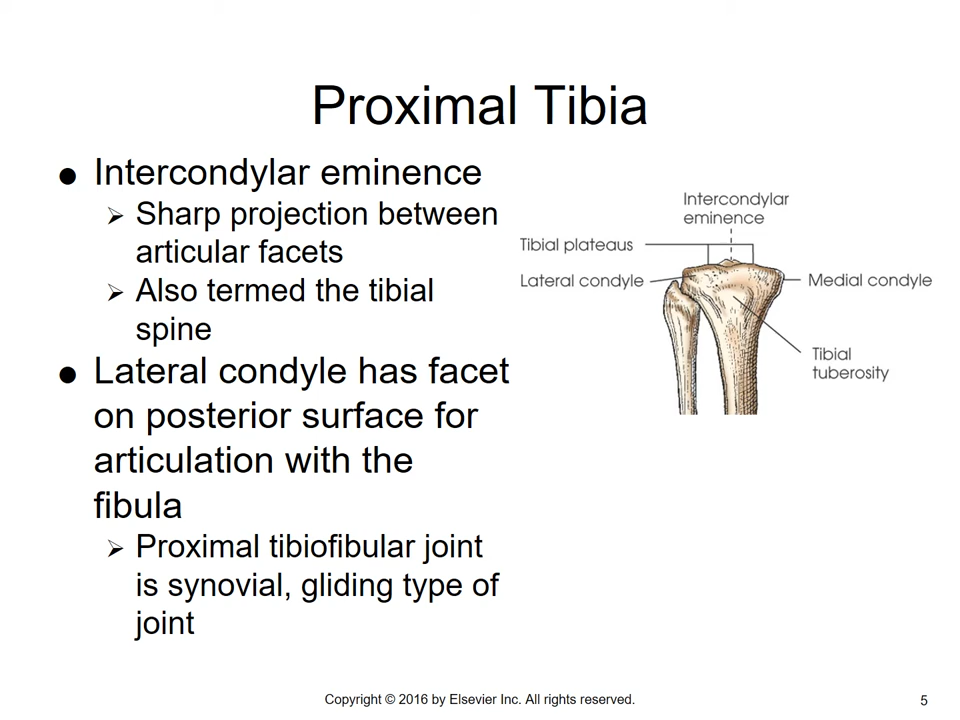 Proximal Tibia
● Intercondylar eminence
➢ Sharp projection between
articular facets
➢ Also termed the tibial
spine
● Lateral condyle has facet
on posterior surface for
articulation with the
fibula
➢ Proximal tibiofibular joint
is synovial, gliding type of
joint
Intercondylar
eminence
Tibial plateaus
Lateral condyle
Medial condyle
Tibial
tuberosity
Copyright © 2016 by Elsevier Inc. All rights reserved.
5